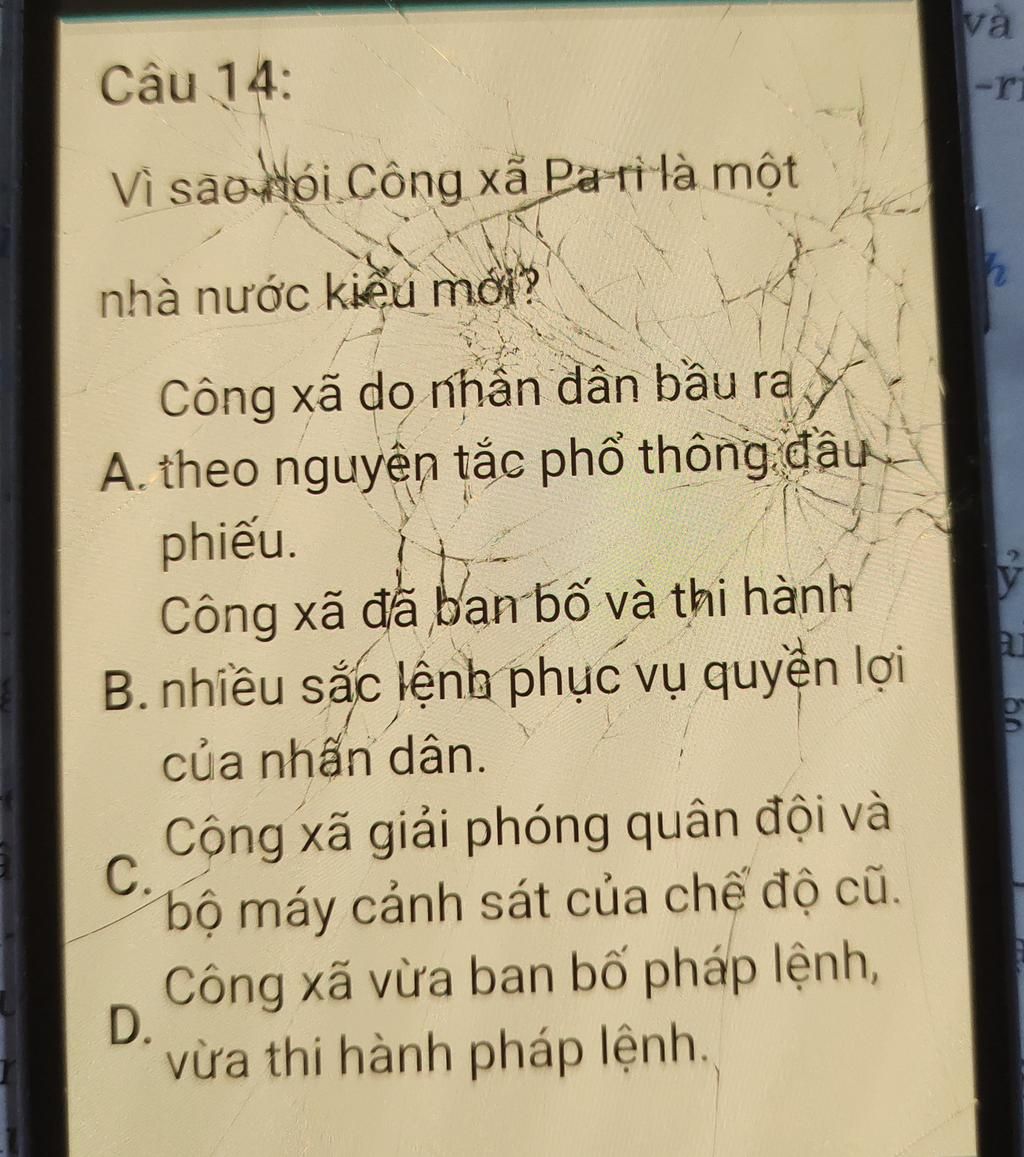 Câu 14:
Vì sao nói Công xã Pa-ri là một
nhà nước kiểu mới?
Công xã do nhân dân bầu ra
A. theo nguyên tắc phổ thông đầu
phiếu.
Công xã đã ban bố và thi hành
B. nhiều sắc lệnh phục vụ quyền lợi
của nhân dân.
Công xã giải phóng quân đội và
C.
bộ máy cảnh sát của chế độ cũ.
Công xã vừa ban bố pháp lệnh,
D.
vừa thi hành pháp lệnh.
và